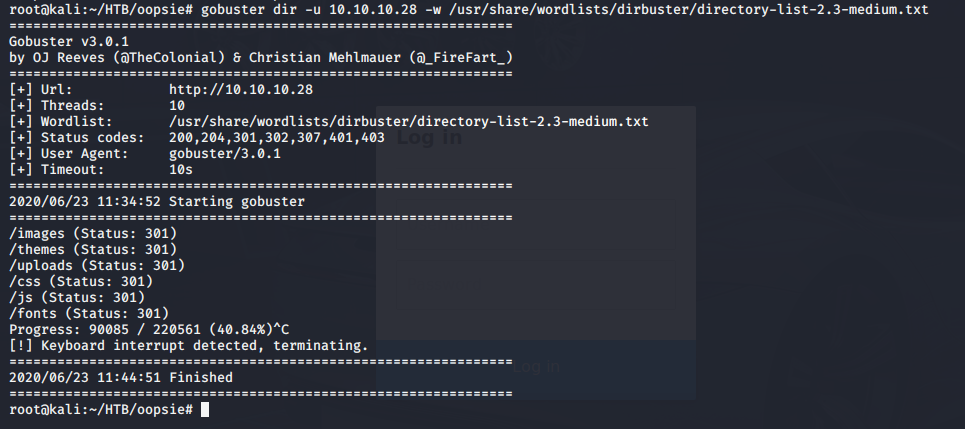 root@kali:~/HTB/oopsie# gobuster dir -u 10.10.10.28 -w /usr/share/wordlists/dirbuster/directory-list-2.3-medium.txt
===============================================================
Gobuster v3.0.1
by OJ Reeves (@TheColonial) & Christian Mehlmauer (@_FireFart_)
===============================================================
[+] Url:            http://10.10.10.28
[+] Threads:        10
[+] Wordlist:       /usr/share/wordlists/dirbuster/directory-list-2.3-medium.txt
[+] Status codes:   200,204,301,302,307,401,403
[+] User Agent:     gobuster/3.0.1
[+] Timeout:        10s
===============================================================
2020/06/23 11:34:52 Starting gobuster
===============================================================
/images (Status: 301)
/themes (Status: 301)
/uploads (Status: 301)
/css (Status: 301)
/js (Status: 301)
/fonts (Status: 301)
Progress: 90085 / 220561 (40.84%)^C
[!] Keyboard interrupt detected, terminating.
===============================================================
2020/06/23 11:44:51 Finished
===============================================================
root@kali:~/HTB/oopsie#
Log in
Log in